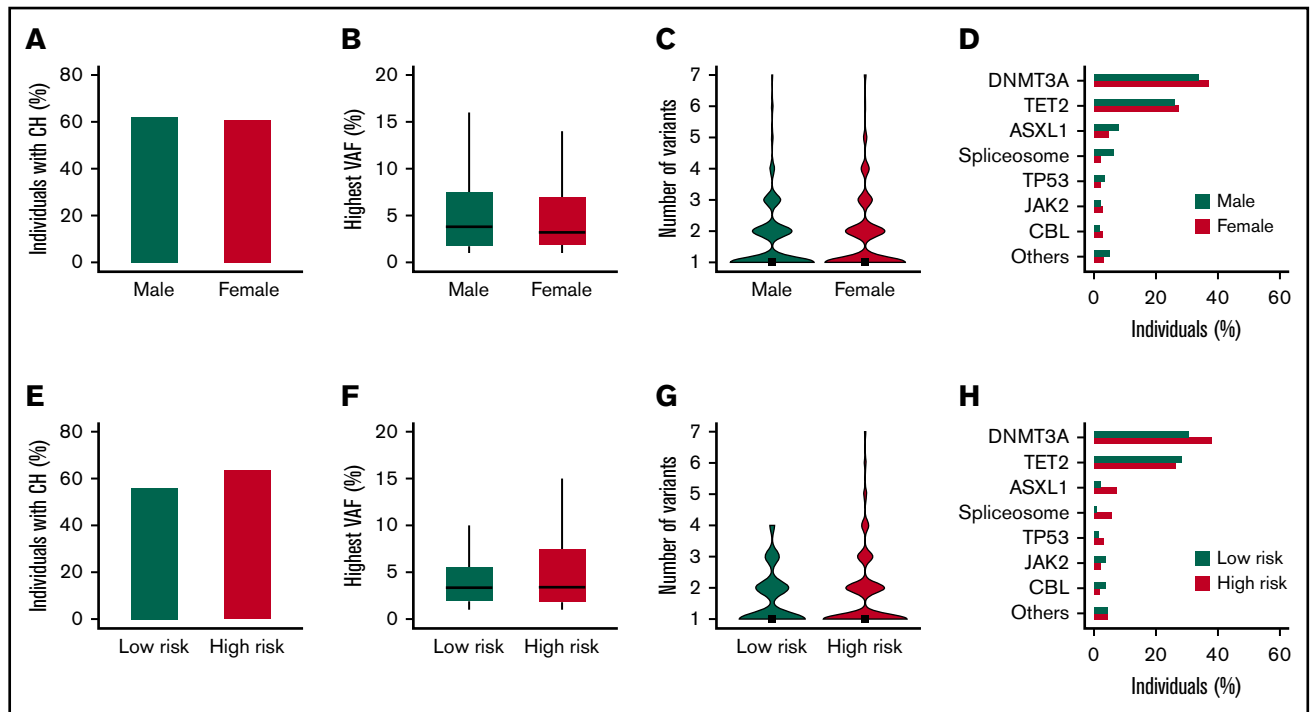 A
Individuals with CH (%)
80
60
40
20
0
Male Female
B
Highest VAF (%)
20
15
10
5
0
Male Female
C
Number of variants
7
6
5
4
3
2
1
Male Female
D
DNMT3A
TET2
ASXL1
Spliceosome
TP53
JAK2
CBL
Others
Male
Female
0 20 40 60
Individuals (%)
E
Individuals with CH (%)
80
60
40
20
0
Low risk High risk
F
Highest VAF (%)
20
15
10
5
0
Low risk High risk
G
Number of variants
7
6
5
4
3
2
1
Low risk High risk
H
DNMT3A
TET2
ASXL1
Spliceosome
TP53
JAK2
CBL
Others
Low risk
High risk
0 20 40 60
Individuals (%)